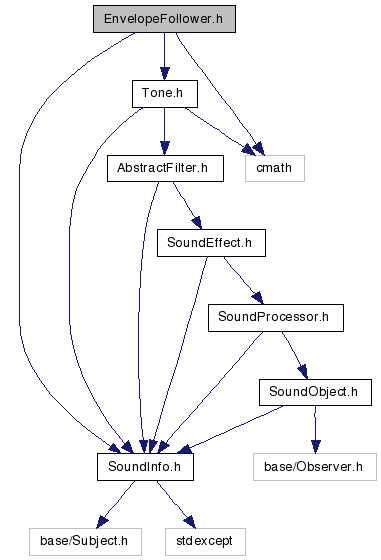 EnvelopeFollower.h
Tone.h
AbstractFilter.h
cmath
SoundEffect.h
SoundProcessor.h
SoundObject.h
SoundInfo.h
base/Observer.h
base/Subject.h
stdexcept